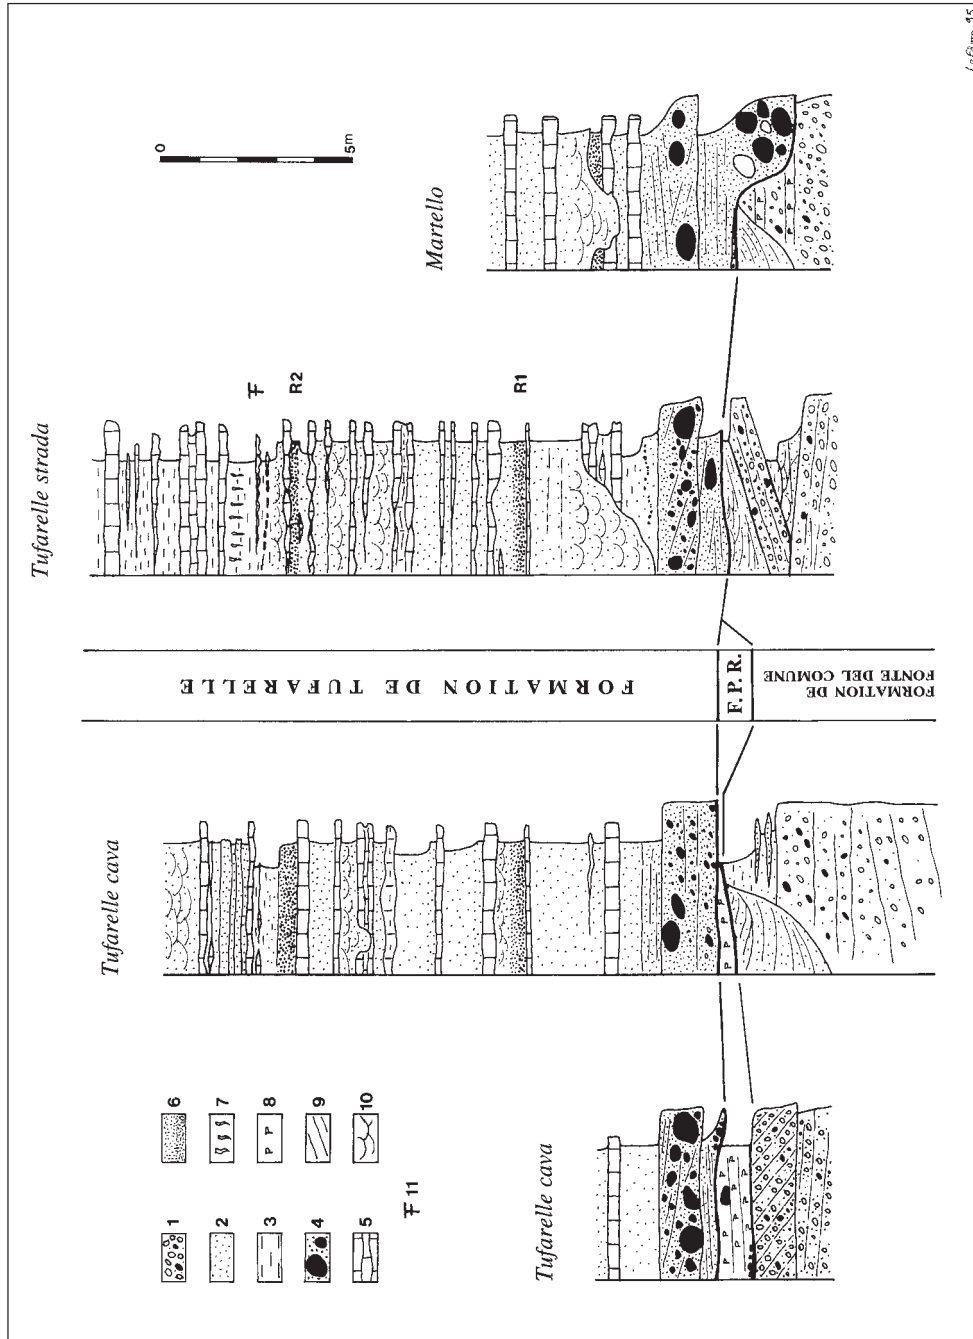 Tufarelle cava
Tufarelle cava
Tufarelle strada
Martello
0
5m
FORMATION DE TUFARELLE
F. P. R.
FORMATION DE
FONTE DEL COMUNE
R2
R1
1
2
3
4
5
6
7
8
9
10
11